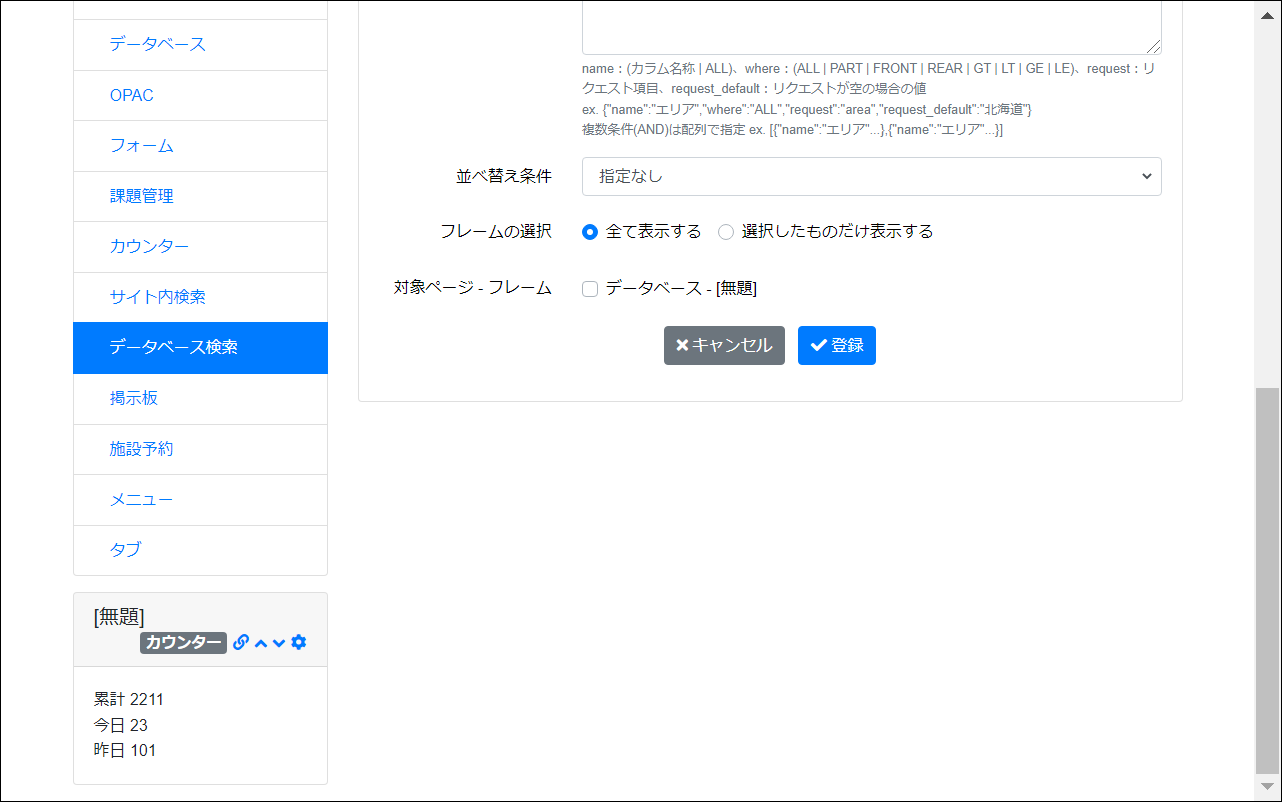 データベース
OPAC
フォーム
課題管理
カウンター
サイト内検索
データベース検索
掲示板
施設予約
メニュー
タブ
[無題]
カウンター
累計 2211
今日 23
昨日 101
name：(カラム名称 | ALL)、where：(ALL | PART | FRONT | REAR | GT | LT | GE | LE)、request：リ
クエスト項目、request_default：リクエストが空の場合の値
ex. {"name":"エリア","where":"ALL","request":"area","request_default":"北海道"}
複数条件(AND)は配列で指定 ex. [{"name":"エリア"...},{"name":"エリア"...}]
並べ替え条件 指定なし
フレームの選択 全て表示する 選択したものだけ表示する
対象ページ - フレーム データベース - [無題]
キャンセル 登録